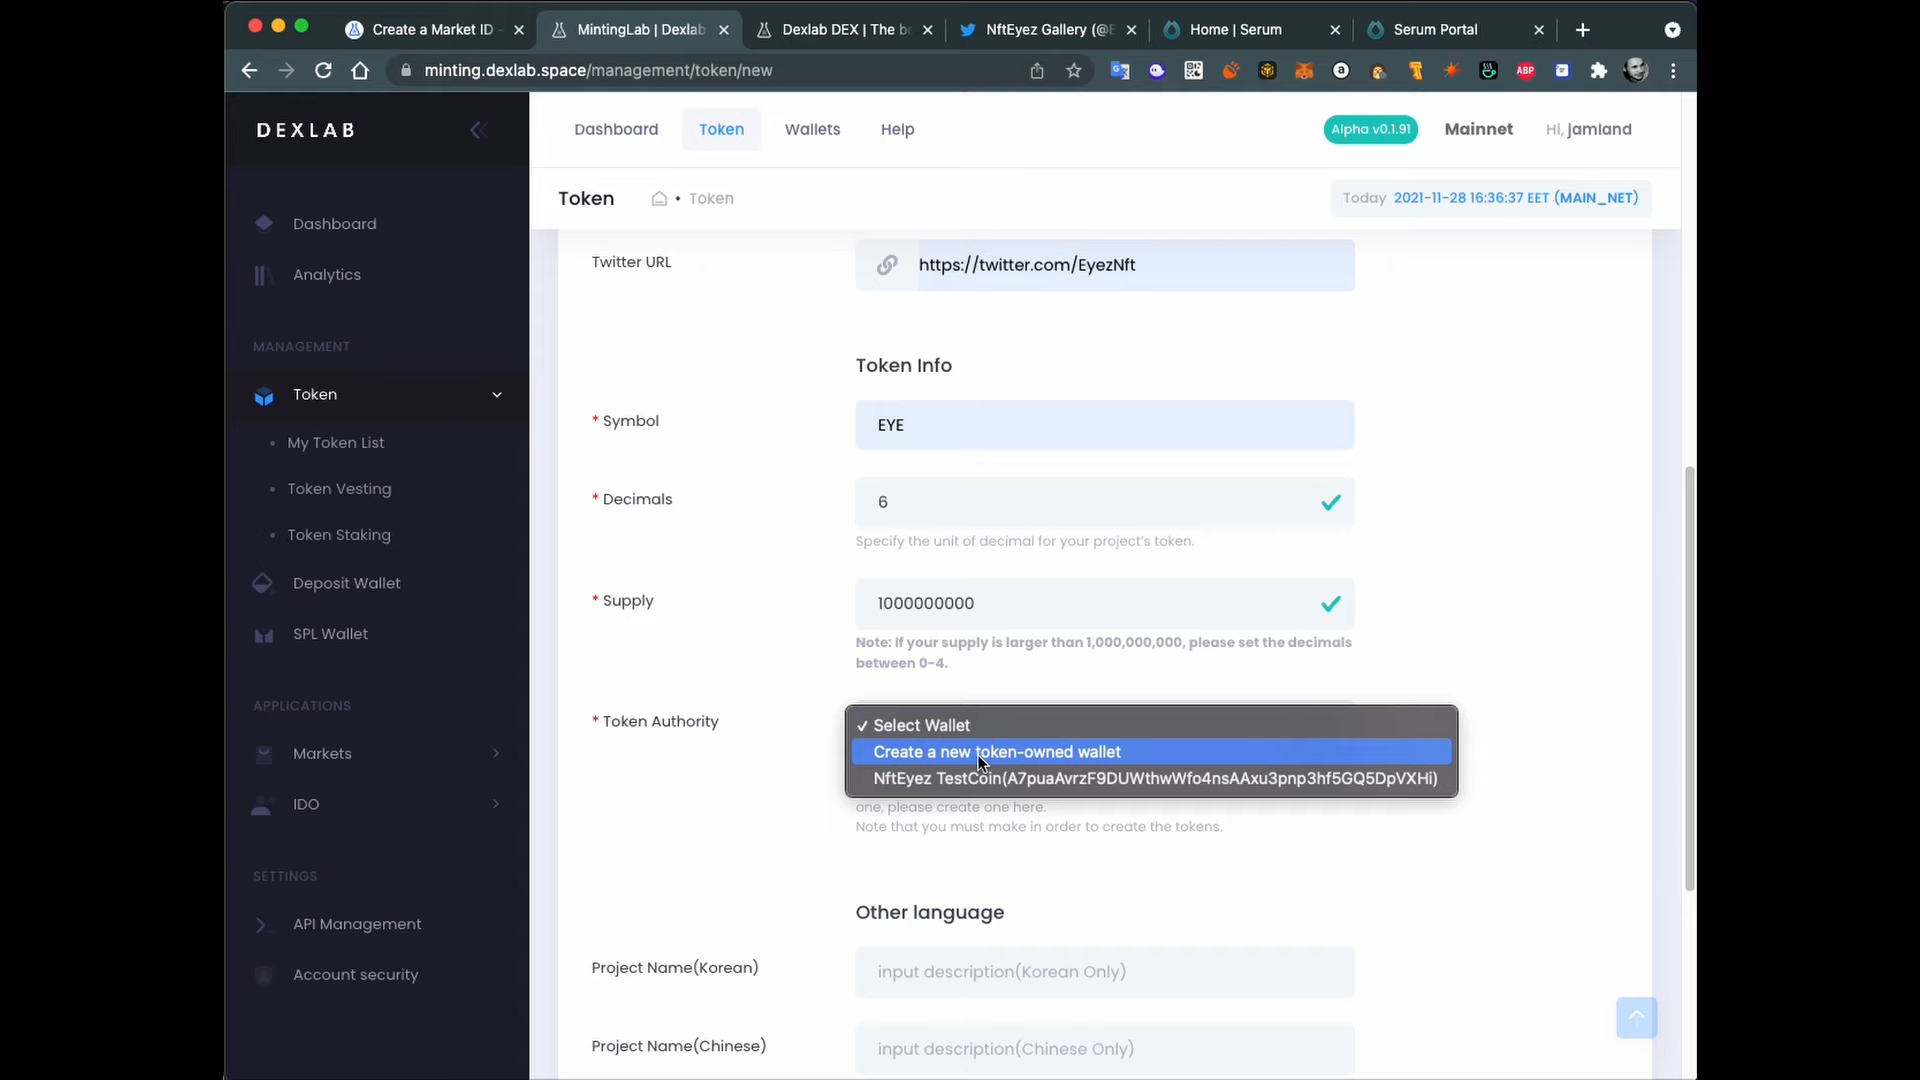 Create a Market ID -
MintingLab | Dexlab
Dexlab DEX | The be
NftEyez Gallery (@E
Home | Serum
Serum Portal
minting.dexlab.space/management/token/new
ABP
DEXLAB
Dashboard
Token
Wallets
Help
Alpha v0.1.91
Mainnet
Hi, jamland
Token
• Token
Today 2021-11-28 16:36:37 EET (MAIN_NET)
Dashboard
Analytics
MANAGEMENT
Token
• My Token List
• Token Vesting
• Token Staking
Deposit Wallet
SPL Wallet
APPLICATIONS
Markets
IDO
SETTINGS
API Management
Account security
Twitter URL
https://twitter.com/EyezNft
Token Info
* Symbol
EYE
* Decimals
6
Specify the unit of decimal for your project's token.
* Supply
1000000000
Note: If your supply is larger than 1,000,000,000, please set the decimals
between 0-4.
* Token Authority
✓ Select Wallet
Create a new token-owned wallet
NftEyez TestCoin(A7puaAvrzF9DUWthwWfo4nsAAxu3pnp3hf5GQ5DpVXHi)
one, please create one here.
Note that you must make in order to create the tokens.
Other language
Project Name(Korean)
input description(Korean Only)
Project Name(Chinese)
input description(Chinese Only)